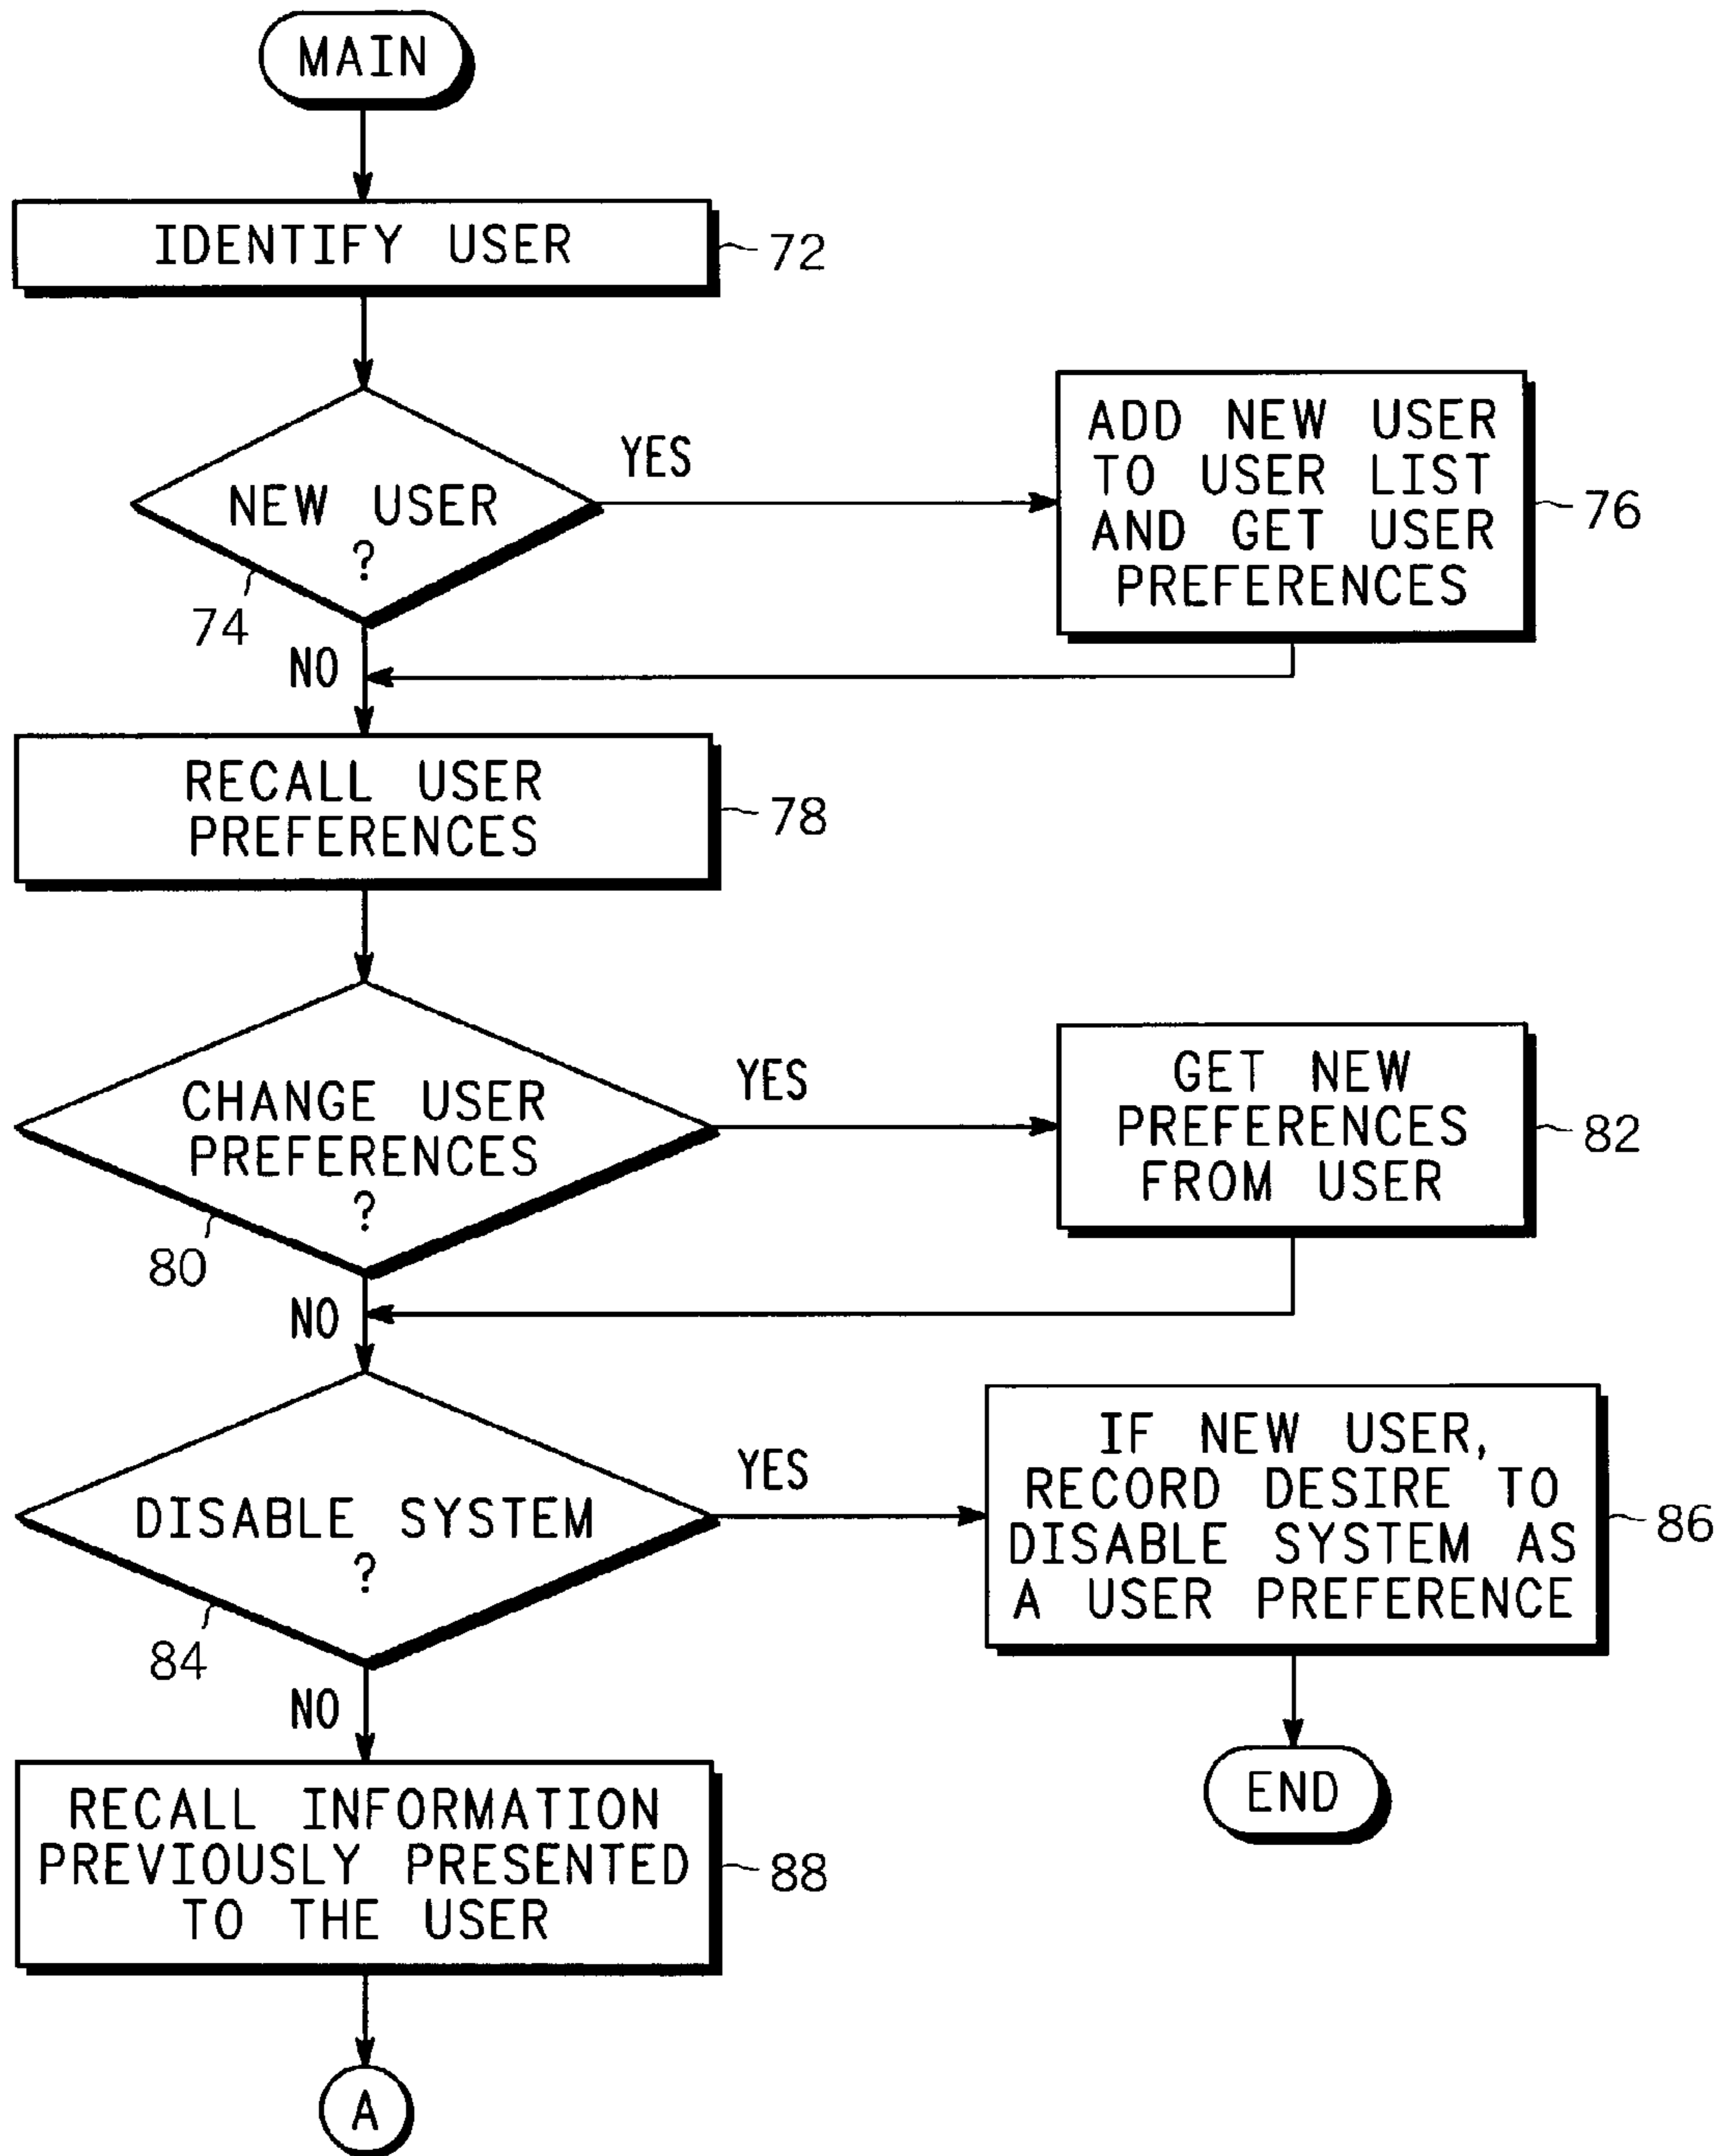 MAIN
IDENTIFY USER
72
NEW USER
?
74
YES
ADD NEW USER
TO USER LIST
AND GET USER
PREFERENCES
76
NO
RECALL USER
PREFERENCES
78
CHANGE USER
PREFERENCES
?
80
YES
GET NEW
PREFERENCES
FROM USER
82
NO
DISABLE SYSTEM
?
84
YES
IF NEW USER,
RECORD DESIRE TO
DISABLE SYSTEM AS
A USER PREFERENCE
86
END
NO
RECALL INFORMATION
PREVIOUSLY PRESENTED
TO THE USER
88
A